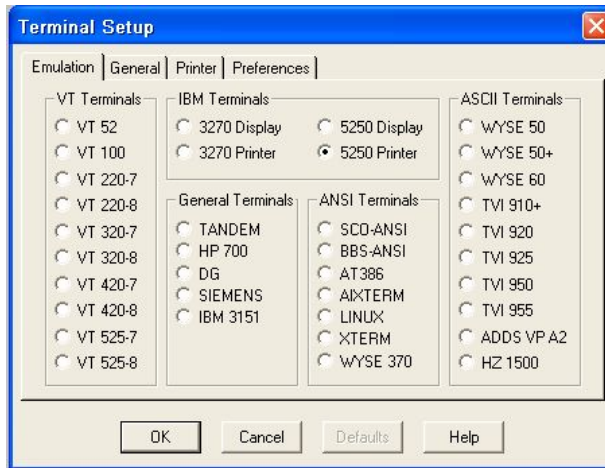 Terminal Setup
Emulation General Printer Preferences
VT Terminals
VT 52
VT 100
VT 220-7
VT 220-8
VT 320-7
VT 320-8
VT 420-7
VT 420-8
VT 525-7
VT 525-8
IBM Terminals
3270 Display 5250 Display
3270 Printer 5250 Printer
General Terminals
TANDEM
HP 700
DG
SIEMENS
IBM 3151
ANSI Terminals
SCO-ANSI
BBS-ANSI
AT386
AIXTERM
LINUX
XTERM
WYSE 370
ASCII Terminals
WYSE 50
WYSE 50+
WYSE 60
TVI 910+
TVI 920
TVI 925
TVI 950
TVI 955
ADDS VP A2
HZ 1500
OK Cancel Defaults Help